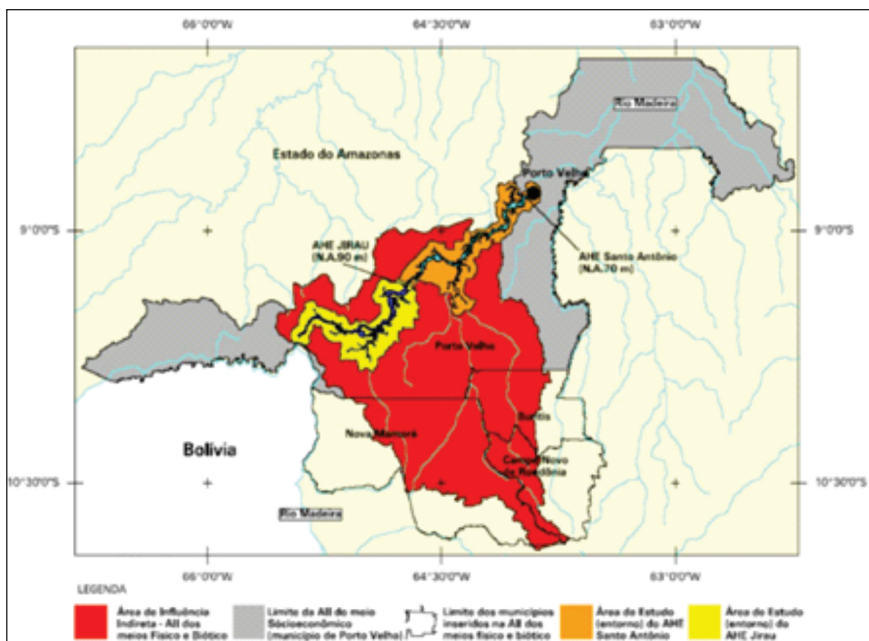 66°0'0"W 64°30'0"W 63°0'0"W
Rio Madeira
Estado do Amazonas
Porto Velho
9°0'0"S 9°0'0"S
AHE JIRAU
(N.A.90 m)
AHE Santo Antônio
(N.A.70 m)
Porto Velho
Buritis
Nova Mamoré
Bolívia
Campo Novo
de Rondônia
10°30'0"S 10°30'0"S
Rio Madeira
66°0'0"W 64°30'0"W 63°0'0"W
LEGENDA
Área de Influência
Indireta - AII dos
meios Físico e Biótico
Limite da AII do meio
Sócioeconômico
(município de Porto Velho)
Limite dos municípios
inseridos na AII dos
meios físico e biótico
Área de Estudo
(entorno) do AHE
Santo Antônio
Área de Estudo
(entorno) do
AHE Jirau